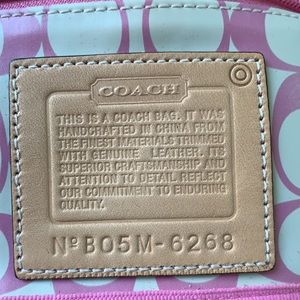 COACH
THIS IS A COACH BAG. IT WAS
HANDCRAFTED IN CHINA FROM
THE FINEST MATERIALS TRIMMED
WITH GENUINE LEATHER. ITS
SUPERIOR CRAFTSMANSHIP AND
ATTENTION TO DETAIL REFLECT
OUR COMMITMENT TO ENDURING
QUALITY.
Nº BO5M-6268